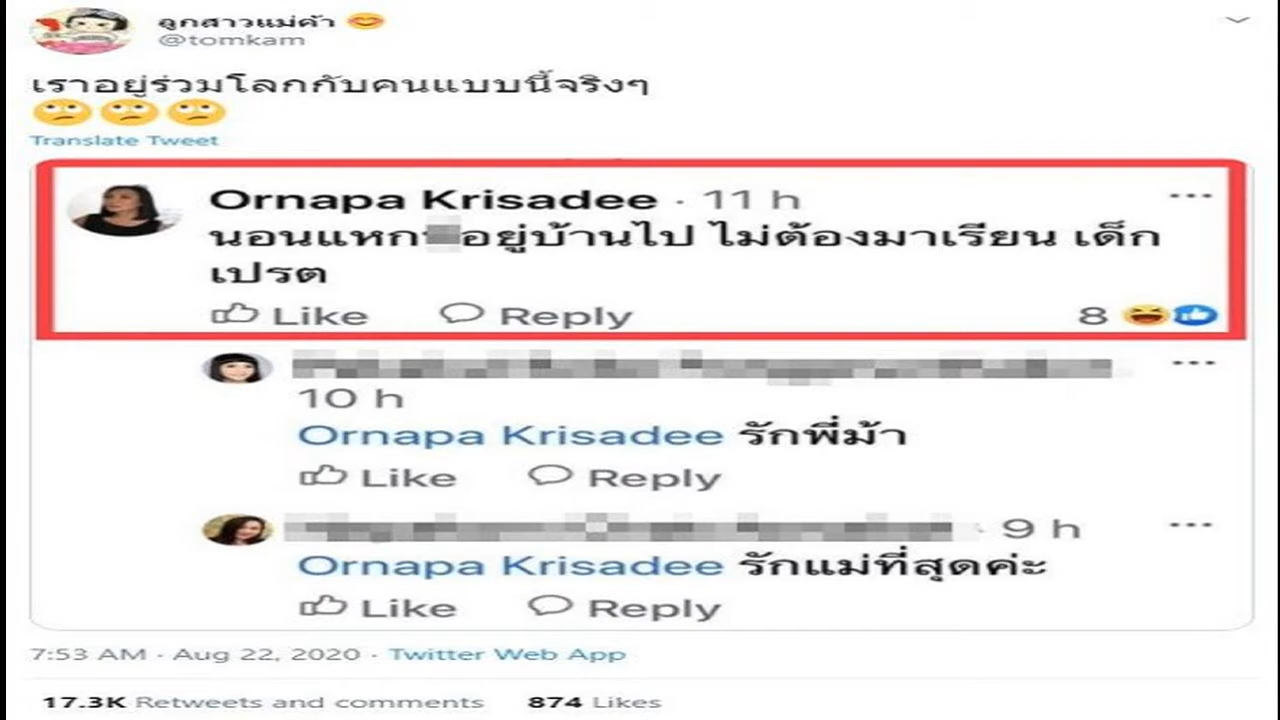 ลูกสาวแม่ค้า 😊
@tomkam
เราอยู่ร่วมโลกกับคนแบบนี้จริงๆ
🙄🙄🙄
Translate Tweet
Ornapa Krisadee · 11 h
นอนแหก อยู่บ้านไป ไม่ต้องมาเรียน เด็ก
เปรต
Like Reply 8
10 h
Ornapa Krisadee รักพี่ม้า
Like Reply
· 9 h
Ornapa Krisadee รักแม่ที่สุดค่ะ
Like Reply
7:53 AM · Aug 22, 2020 · Twitter Web App
17.3K Retweets and comments 874 Likes